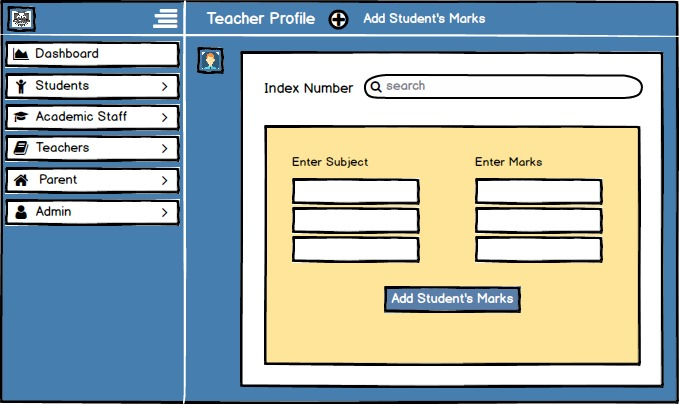 Teacher Profile
Add Student's Marks
Dashboard
Students
Academic Staff
Teachers
Parent
Admin
Index Number
search
Enter Subject
Enter Marks
Add Student's Marks